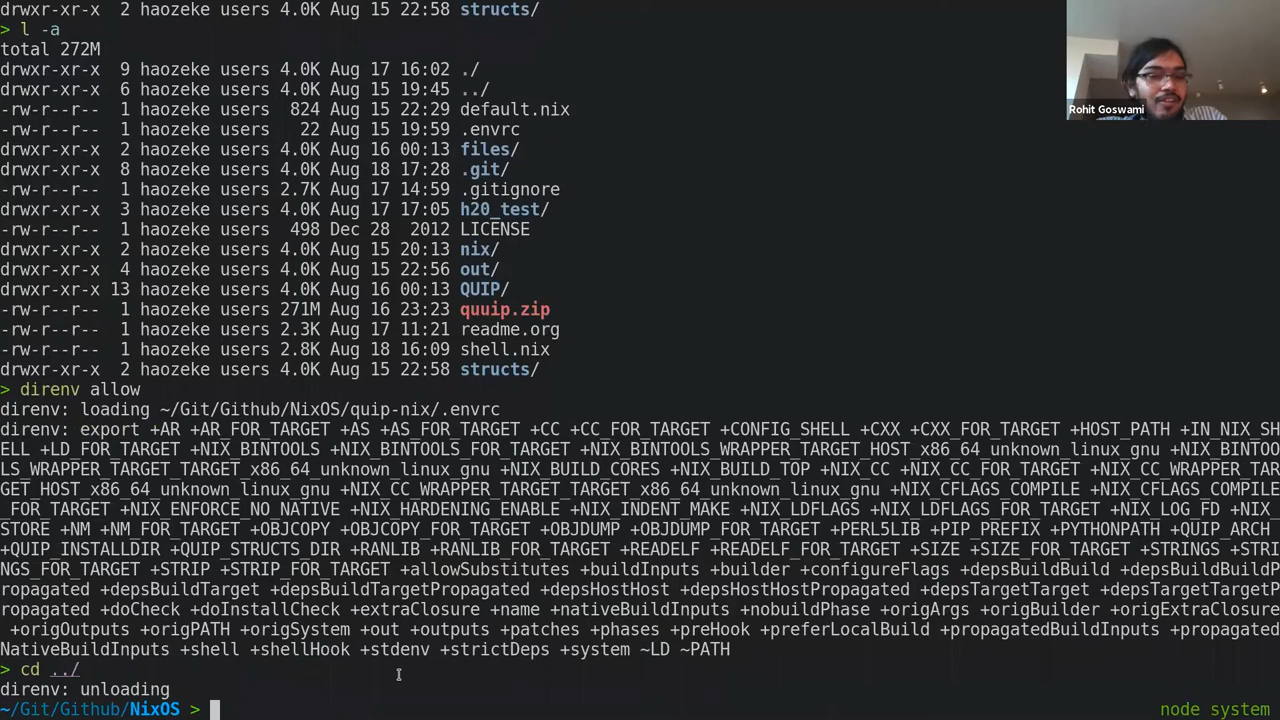 drwxr-xr-x  2 haozeke users 4.0K Aug 15 22:58 structs/
> l -a
total 272M
drwxr-xr-x  9 haozeke users 4.0K Aug 17 16:02 ./
drwxr-xr-x  6 haozeke users 4.0K Aug 15 19:45 ../
-rw-r--r--  1 haozeke users  824 Aug 15 22:29 default.nix
-rw-r--r--  1 haozeke users   22 Aug 15 19:59 .envrc
drwxr-xr-x  2 haozeke users 4.0K Aug 16 00:13 files/
drwxr-xr-x  8 haozeke users 4.0K Aug 18 17:28 .git/
-rw-r--r--  1 haozeke users 2.7K Aug 17 14:59 .gitignore
drwxr-xr-x  3 haozeke users 4.0K Aug 17 17:05 h20_test/
-rw-r--r--  1 haozeke users  498 Dec 28  2012 LICENSE
drwxr-xr-x  2 haozeke users 4.0K Aug 15 20:13 nix/
drwxr-xr-x  4 haozeke users 4.0K Aug 15 22:56 out/
drwxr-xr-x 13 haozeke users 4.0K Aug 16 00:13 QUIP/
-rw-r--r--  1 haozeke users 271M Aug 16 23:23 quuip.zip
-rw-r--r--  1 haozeke users 2.3K Aug 17 11:21 readme.org
-rw-r--r--  1 haozeke users 2.8K Aug 18 16:09 shell.nix
drwxr-xr-x  2 haozeke users 4.0K Aug 15 22:58 structs/
> direnv allow
direnv: loading ~/Git/Github/NixOS/quip-nix/.envrc
direnv: export +AR +AR_FOR_TARGET +AS +AS_FOR_TARGET +CC +CC_FOR_TARGET +CONFIG_SHELL +CXX +CXX_FOR_TARGET +HOST_PATH +IN_NIX_SH
ELL +LD_FOR_TARGET +NIX_BINTOOLS +NIX_BINTOOLS_FOR_TARGET +NIX_BINTOOLS_WRAPPER_TARGET_HOST_x86_64_unknown_linux_gnu +NIX_BINTOO
LS_WRAPPER_TARGET_TARGET_x86_64_unknown_linux_gnu +NIX_BUILD_CORES +NIX_BUILD_TOP +NIX_CC +NIX_CC_FOR_TARGET +NIX_CC_WRAPPER_TAR
GET_HOST_x86_64_unknown_linux_gnu +NIX_CC_WRAPPER_TARGET_TARGET_x86_64_unknown_linux_gnu +NIX_CFLAGS_COMPILE +NIX_CFLAGS_COMPILE
_FOR_TARGET +NIX_ENFORCE_NO_NATIVE +NIX_HARDENING_ENABLE +NIX_INDENT_MAKE +NIX_LDFLAGS +NIX_LDFLAGS_FOR_TARGET +NIX_LOG_FD +NIX_
STORE +NM +NM_FOR_TARGET +OBJCOPY +OBJCOPY_FOR_TARGET +OBJDUMP +OBJDUMP_FOR_TARGET +PERL5LIB +PIP_PREFIX +PYTHONPATH +QUIP_ARCH
+QUIP_INSTALLDIR +QUIP_STRUCTS_DIR +RANLIB +RANLIB_FOR_TARGET +READELF +READELF_FOR_TARGET +SIZE +SIZE_FOR_TARGET +STRINGS +STRI
NGS_FOR_TARGET +STRIP +STRIP_FOR_TARGET +allowSubstitutes +buildInputs +builder +configureFlags +depsBuildBuild +depsBuildBuildP
ropagated +depsBuildTarget +depsBuildTargetPropagated +depsHostHost +depsHostHostPropagated +depsTargetTarget +depsTargetTargetP
ropagated +doCheck +doInstallCheck +extraClosure +name +nativeBuildInputs +nobuildPhase +origArgs +origBuilder +origExtraClosure
+origOutputs +origPATH +origSystem +out +outputs +patches +phases +preHook +preferLocalBuild +propagatedBuildInputs +propagated
NativeBuildInputs +shell +shellHook +stdenv +strictDeps +system ~LD ~PATH
> cd ../
direnv: unloading
~/Git/Github/NixOS >
node system
Rohit Goswami